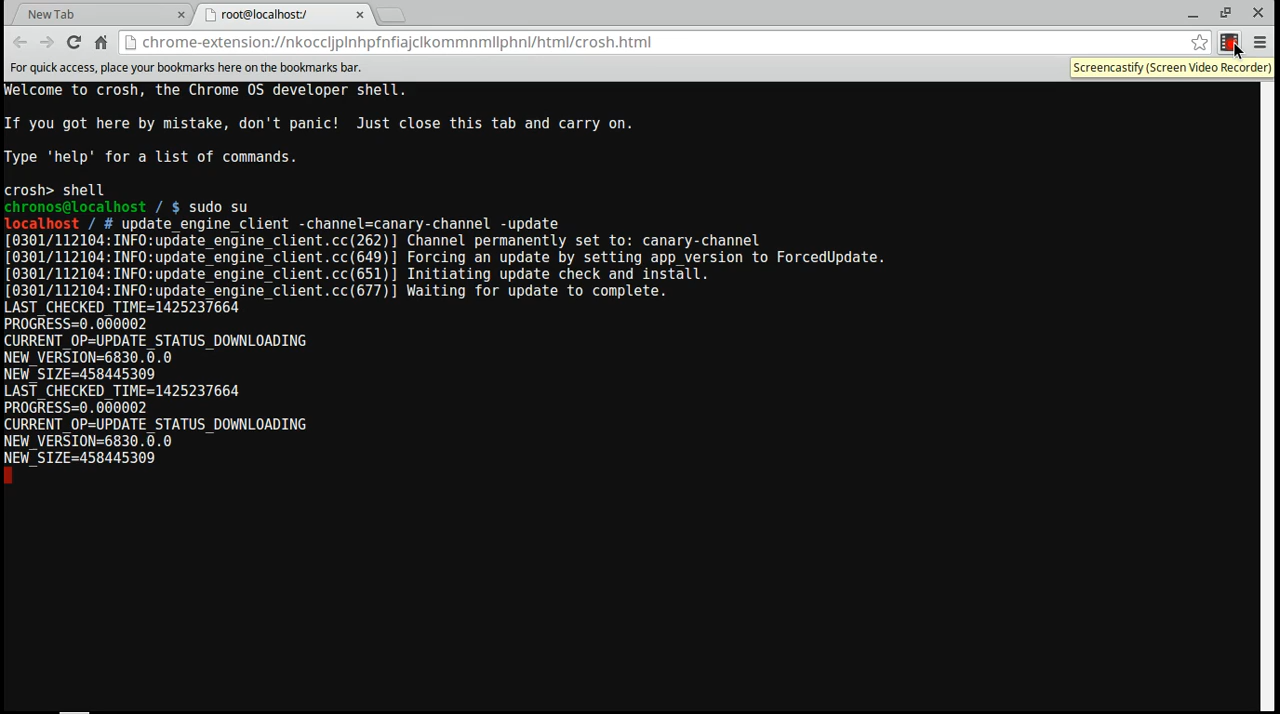 New Tab
root@localhost:/
chrome-extension://nkoccljplnhpfnfiajclkommnmllphnl/html/crosh.html
For quick access, place your bookmarks here on the bookmarks bar.
Screencastify (Screen Video Recorder)
Welcome to crosh, the Chrome OS developer shell.
If you got here by mistake, don't panic!  Just close this tab and carry on.
Type 'help' for a list of commands.
crosh> shell
chronos@localhost / $ sudo su
localhost / # update_engine_client -channel=canary-channel -update
[0301/112104:INFO:update_engine_client.cc(262)] Channel permanently set to: canary-channel
[0301/112104:INFO:update_engine_client.cc(649)] Forcing an update by setting app_version to ForcedUpdate.
[0301/112104:INFO:update_engine_client.cc(651)] Initiating update check and install.
[0301/112104:INFO:update_engine_client.cc(677)] Waiting for update to complete.
LAST_CHECKED_TIME=1425237664
PROGRESS=0.000002
CURRENT_OP=UPDATE_STATUS_DOWNLOADING
NEW_VERSION=6830.0.0
NEW_SIZE=458445309
LAST_CHECKED_TIME=1425237664
PROGRESS=0.000002
CURRENT_OP=UPDATE_STATUS_DOWNLOADING
NEW_VERSION=6830.0.0
NEW_SIZE=458445309